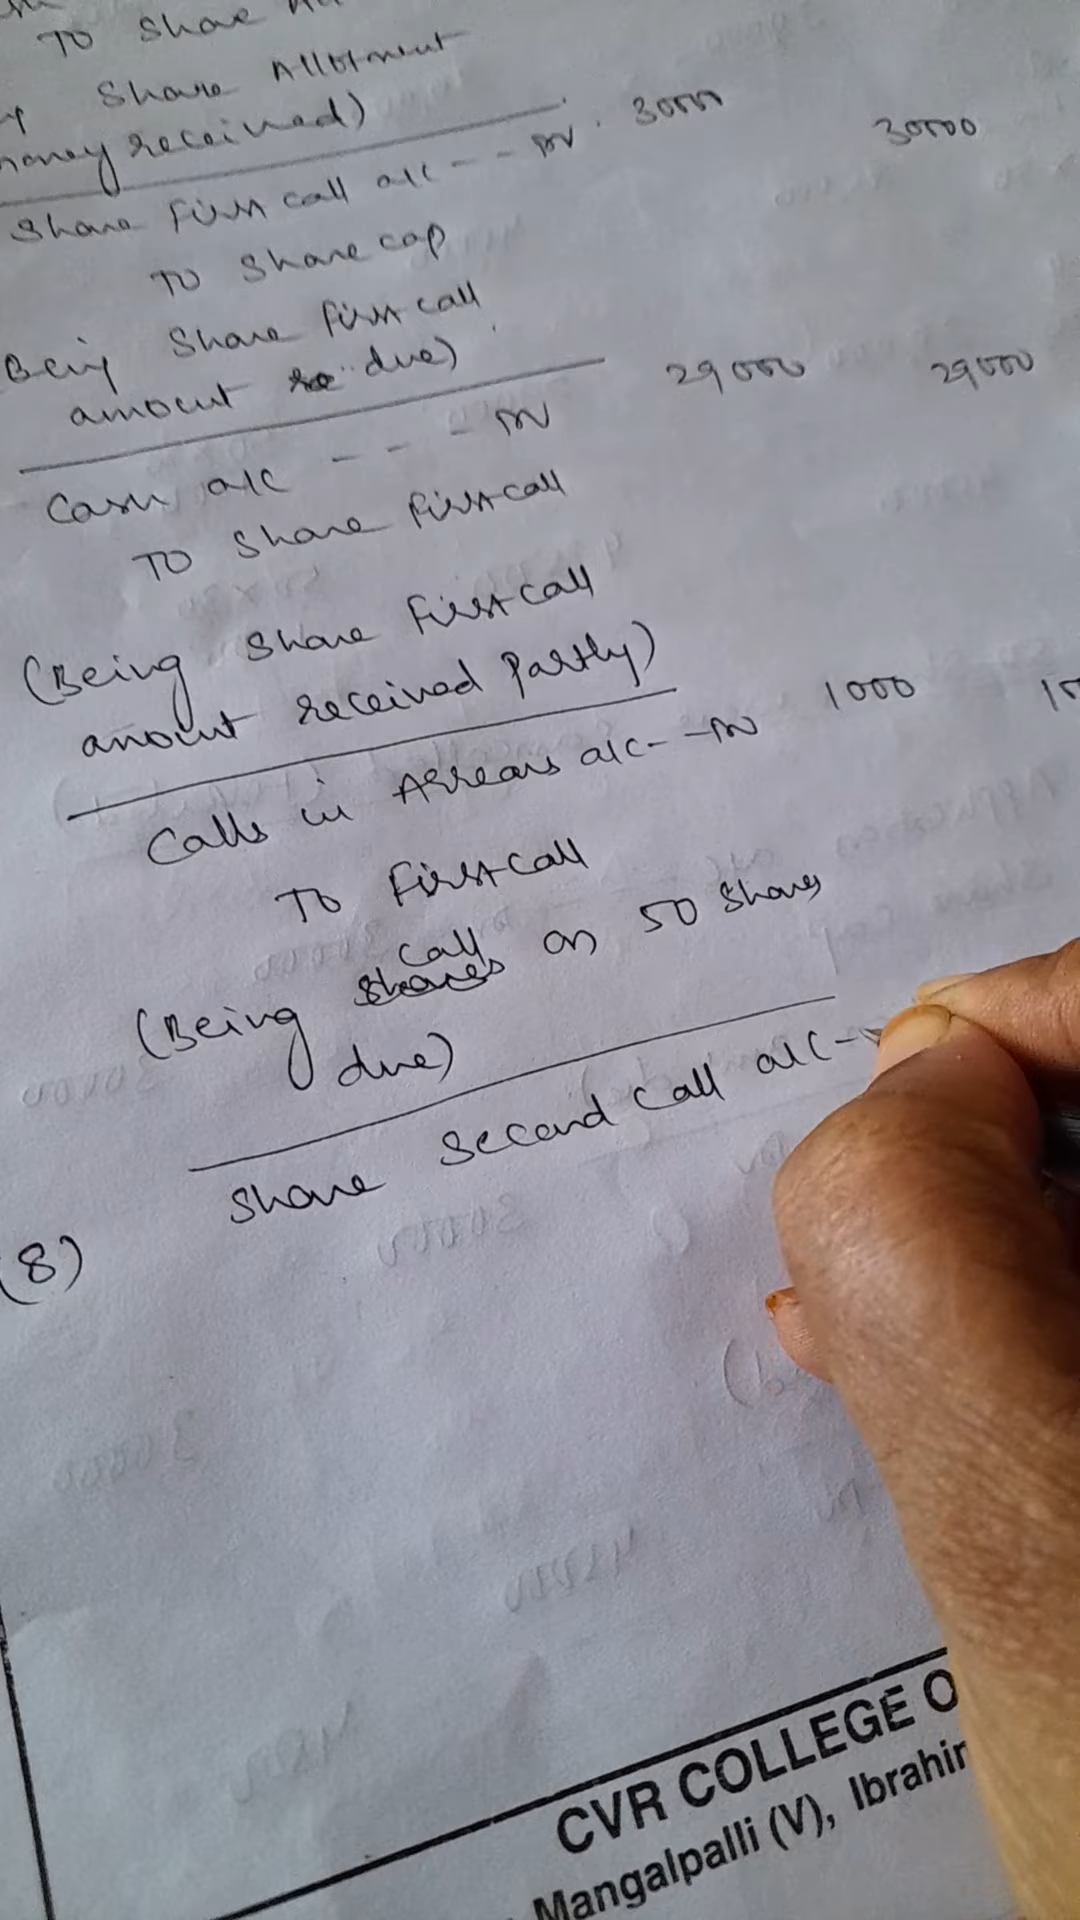 To Share
Share Allotment
money received)
Share First call a/c - - Dr. 30000 30000
To Share cap
Being Share First call
amount due)
Cash a/c - - - Dr 29000 29000
To Share First call
(Being Share First call
amount received Partly)
Calls in Arrears a/c - - Dr 1000
To First call
(Being call on 50 Shares
due)
(8) Share Second Call a/c -
CVR COLLEGE O
Mangalpalli (V), Ibrahim